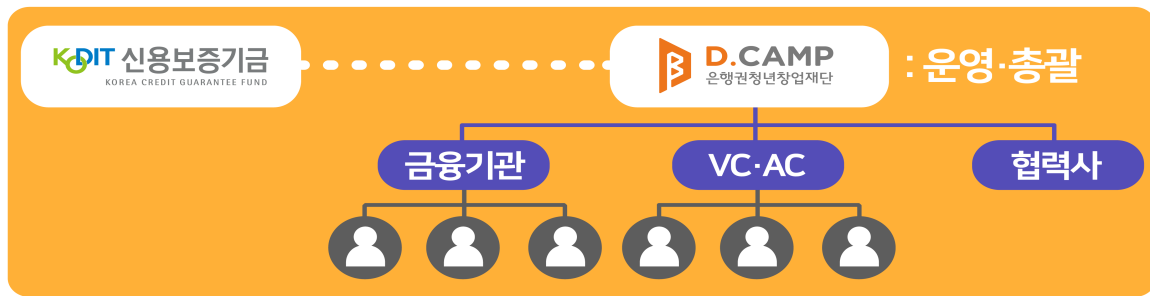 KODIT 신용보증기금
KOREA CREDIT GUARANTEE FUND
D.CAMP
은행권청년창업재단
: 운영·총괄
금융기관
VC·AC
협력사